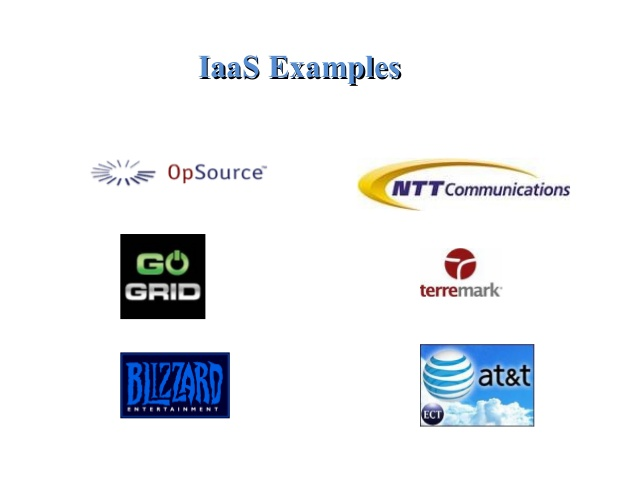 IaaS Examples
OpSource™
NTT Communications
GO
GRID
terremark®
BLIZZARD
ENTERTAINMENT
at&t
ECT